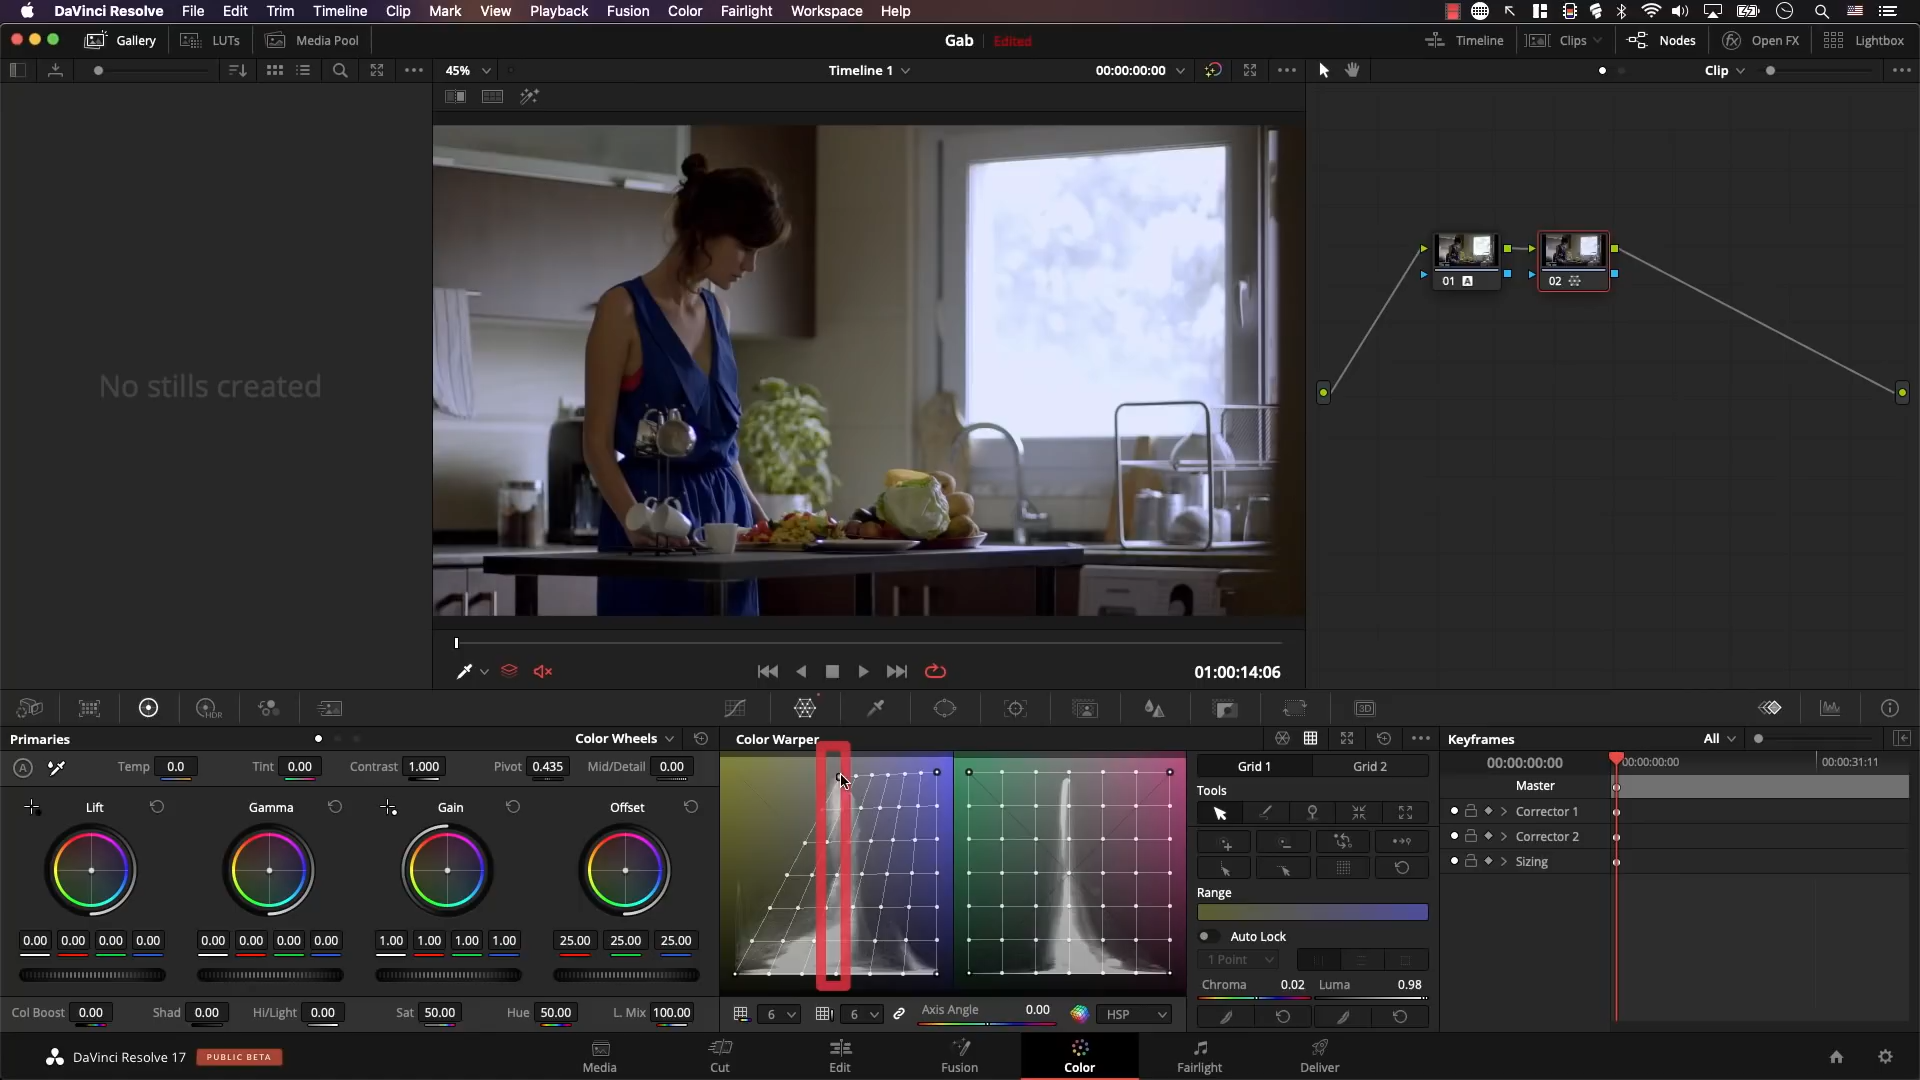 DaVinci Resolve File Edit Trim Timeline Clip Mark View Playback Fusion Color Fairlight Workspace Help
Gallery LUTs Media Pool Gab Edited Timeline Clips Nodes Open FX Lightbox
45% Timeline 1 00:00:00:00 Clip
No stills created
01 A 02
01:00:14:06
HDR 3D
Primaries Color Wheels Color Warper Keyframes All
A Temp 0.0 Tint 0.00 Contrast 1.000 Pivot 0.435 Mid/Detail 0.00
Grid 1 Grid 2
00:00:00:00 00:00:00:00 00:00:31:11
Master
Tools
Lift Gamma Gain Offset
Corrector 1
Corrector 2
Sizing
Range
Auto Lock
0.00 0.00 0.00 0.00 0.00 0.00 0.00 0.00 1.00 1.00 1.00 1.00 25.00 25.00 25.00
1 Point
Chroma 0.02 Luma 0.98
Col Boost 0.00 Shad 0.00 Hi/Light 0.00 Sat 50.00 Hue 50.00 L. Mix 100.00
6 6 Axis Angle 0.00 HSP
DaVinci Resolve 17 PUBLIC BETA
Media Cut Edit Fusion Color Fairlight Deliver